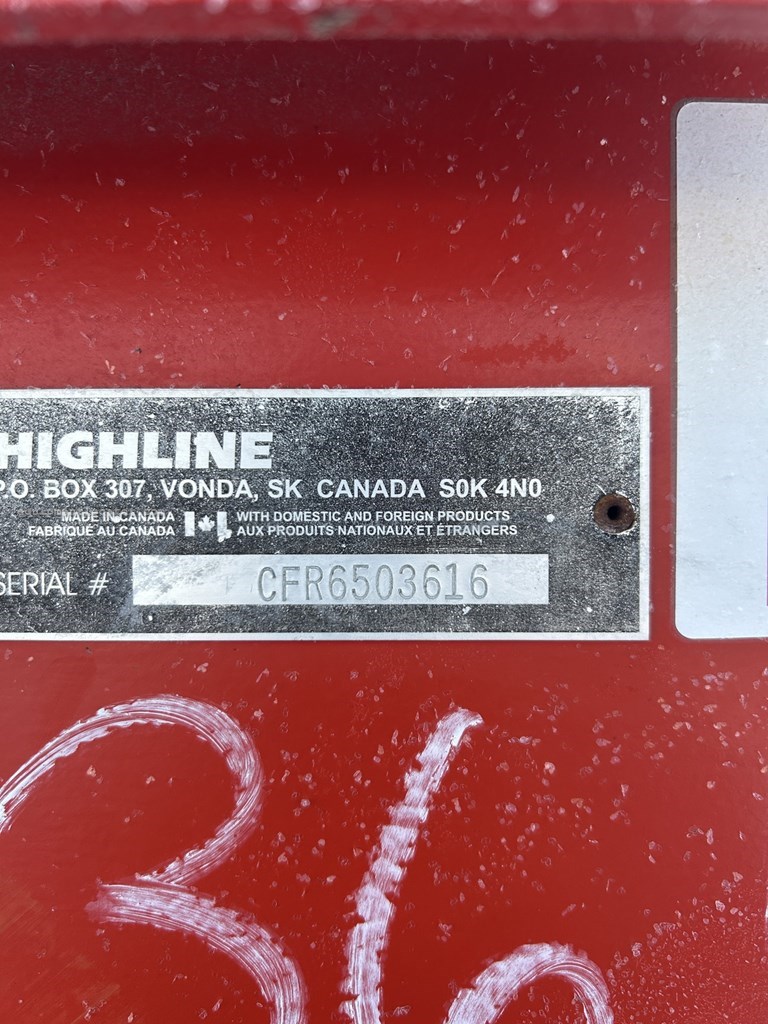 HIGHLINE
P.O. BOX 307, VONDA, SK CANADA S0K 4N0
MADE IN CANADA WITH DOMESTIC AND FOREIGN PRODUCTS
FABRIQUÉ AU CANADA AUX PRODUITS NATIONAUX ET ÉTRANGERS
SERIAL # CFR6503616
36